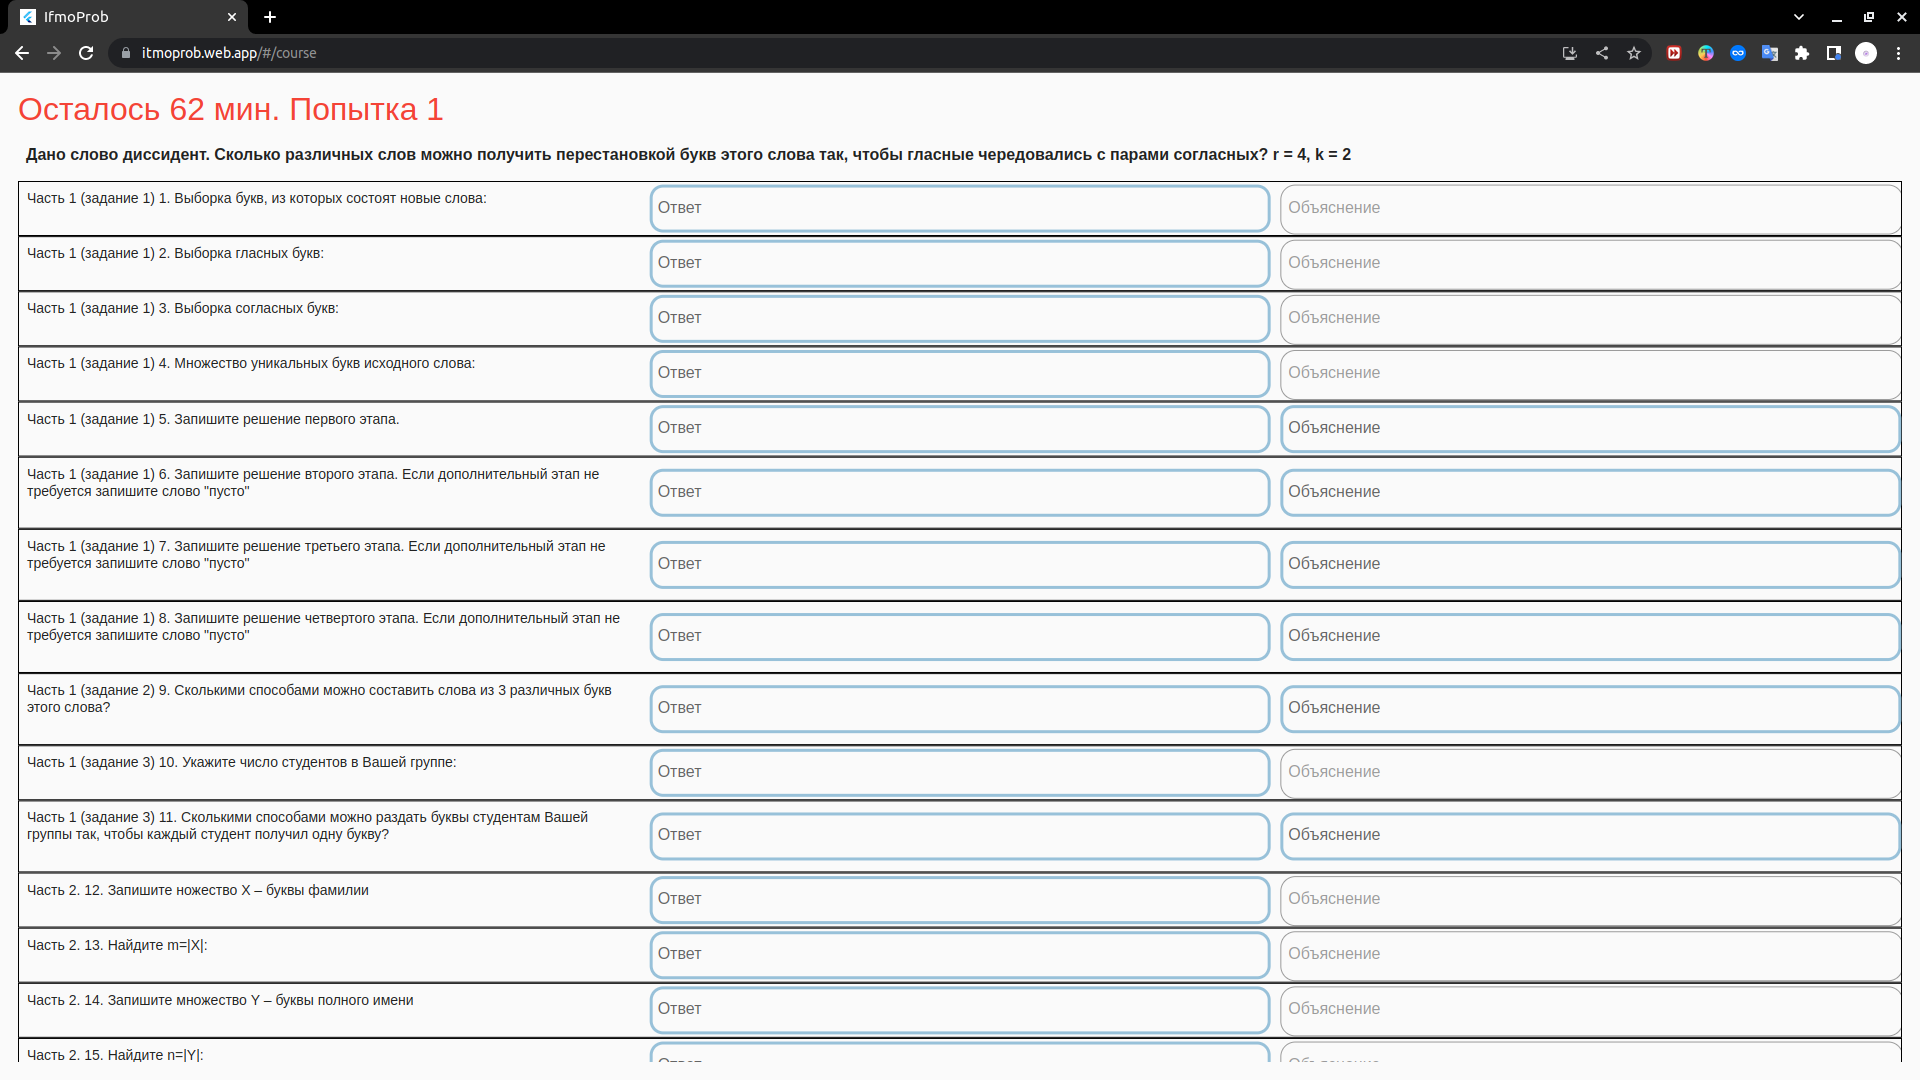 IfmoProb
itmoprob.web.app/#/course
Осталось 62 мин. Попытка 1
Дано слово диссидент. Сколько различных слов можно получить перестановкой букв этого слова так, чтобы гласные чередовались с парами согласных? r = 4, k = 2
Часть 1 (задание 1) 1. Выборка букв, из которых состоят новые слова:
Ответ
Объяснение
Часть 1 (задание 1) 2. Выборка гласных букв:
Ответ
Объяснение
Часть 1 (задание 1) 3. Выборка согласных букв:
Ответ
Объяснение
Часть 1 (задание 1) 4. Множество уникальных букв исходного слова:
Ответ
Объяснение
Часть 1 (задание 1) 5. Запишите решение первого этапа.
Ответ
Объяснение
Часть 1 (задание 1) 6. Запишите решение второго этапа. Если дополнительный этап не
требуется запишите слово "пусто"
Ответ
Объяснение
Часть 1 (задание 1) 7. Запишите решение третьего этапа. Если дополнительный этап не
требуется запишите слово "пусто"
Ответ
Объяснение
Часть 1 (задание 1) 8. Запишите решение четвертого этапа. Если дополнительный этап не
требуется запишите слово "пусто"
Ответ
Объяснение
Часть 1 (задание 2) 9. Сколькими способами можно составить слова из 3 различных букв
этого слова?
Ответ
Объяснение
Часть 1 (задание 3) 10. Укажите число студентов в Вашей группе:
Ответ
Объяснение
Часть 1 (задание 3) 11. Сколькими способами можно раздать буквы студентам Вашей
группы так, чтобы каждый студент получил одну букву?
Ответ
Объяснение
Часть 2. 12. Запишите ножество X – буквы фамилии
Ответ
Объяснение
Часть 2. 13. Найдите m=|X|:
Ответ
Объяснение
Часть 2. 14. Запишите множество Y – буквы полного имени
Ответ
Объяснение
Часть 2. 15. Найдите n=|Y|:
Ответ
Объяснение